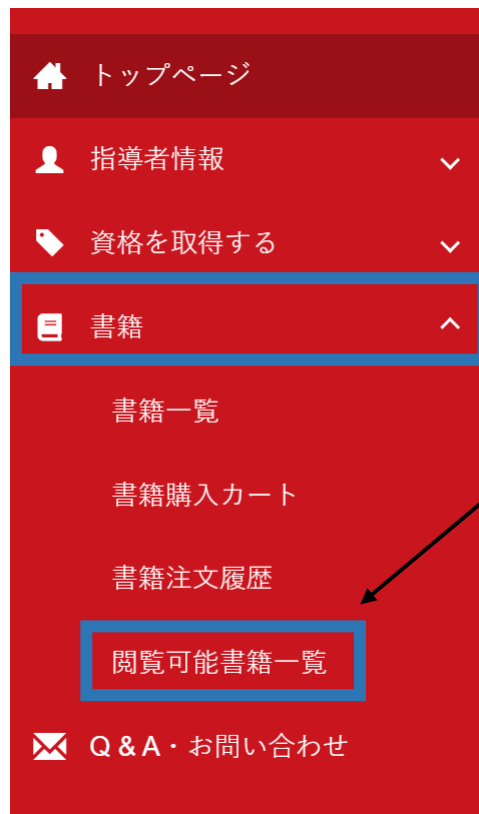 トップページ
指導者情報
資格を取得する
書籍
書籍一覧
書籍購入カート
書籍注文履歴
閲覧可能書籍一覧
Q & A・お問い合わせ